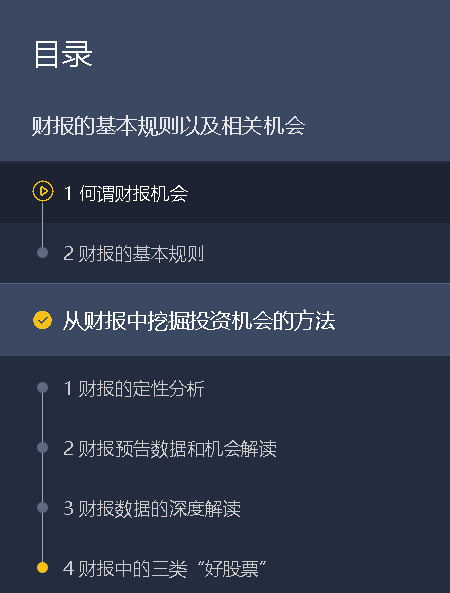 目录
财报的基本规则以及相关机会
1 何谓财报机会
2 财报的基本规则
从财报中挖掘投资机会的方法
1 财报的定性分析
2 财报预告数据和机会解读
3 财报数据的深度解读
4 财报中的三类“好股票”